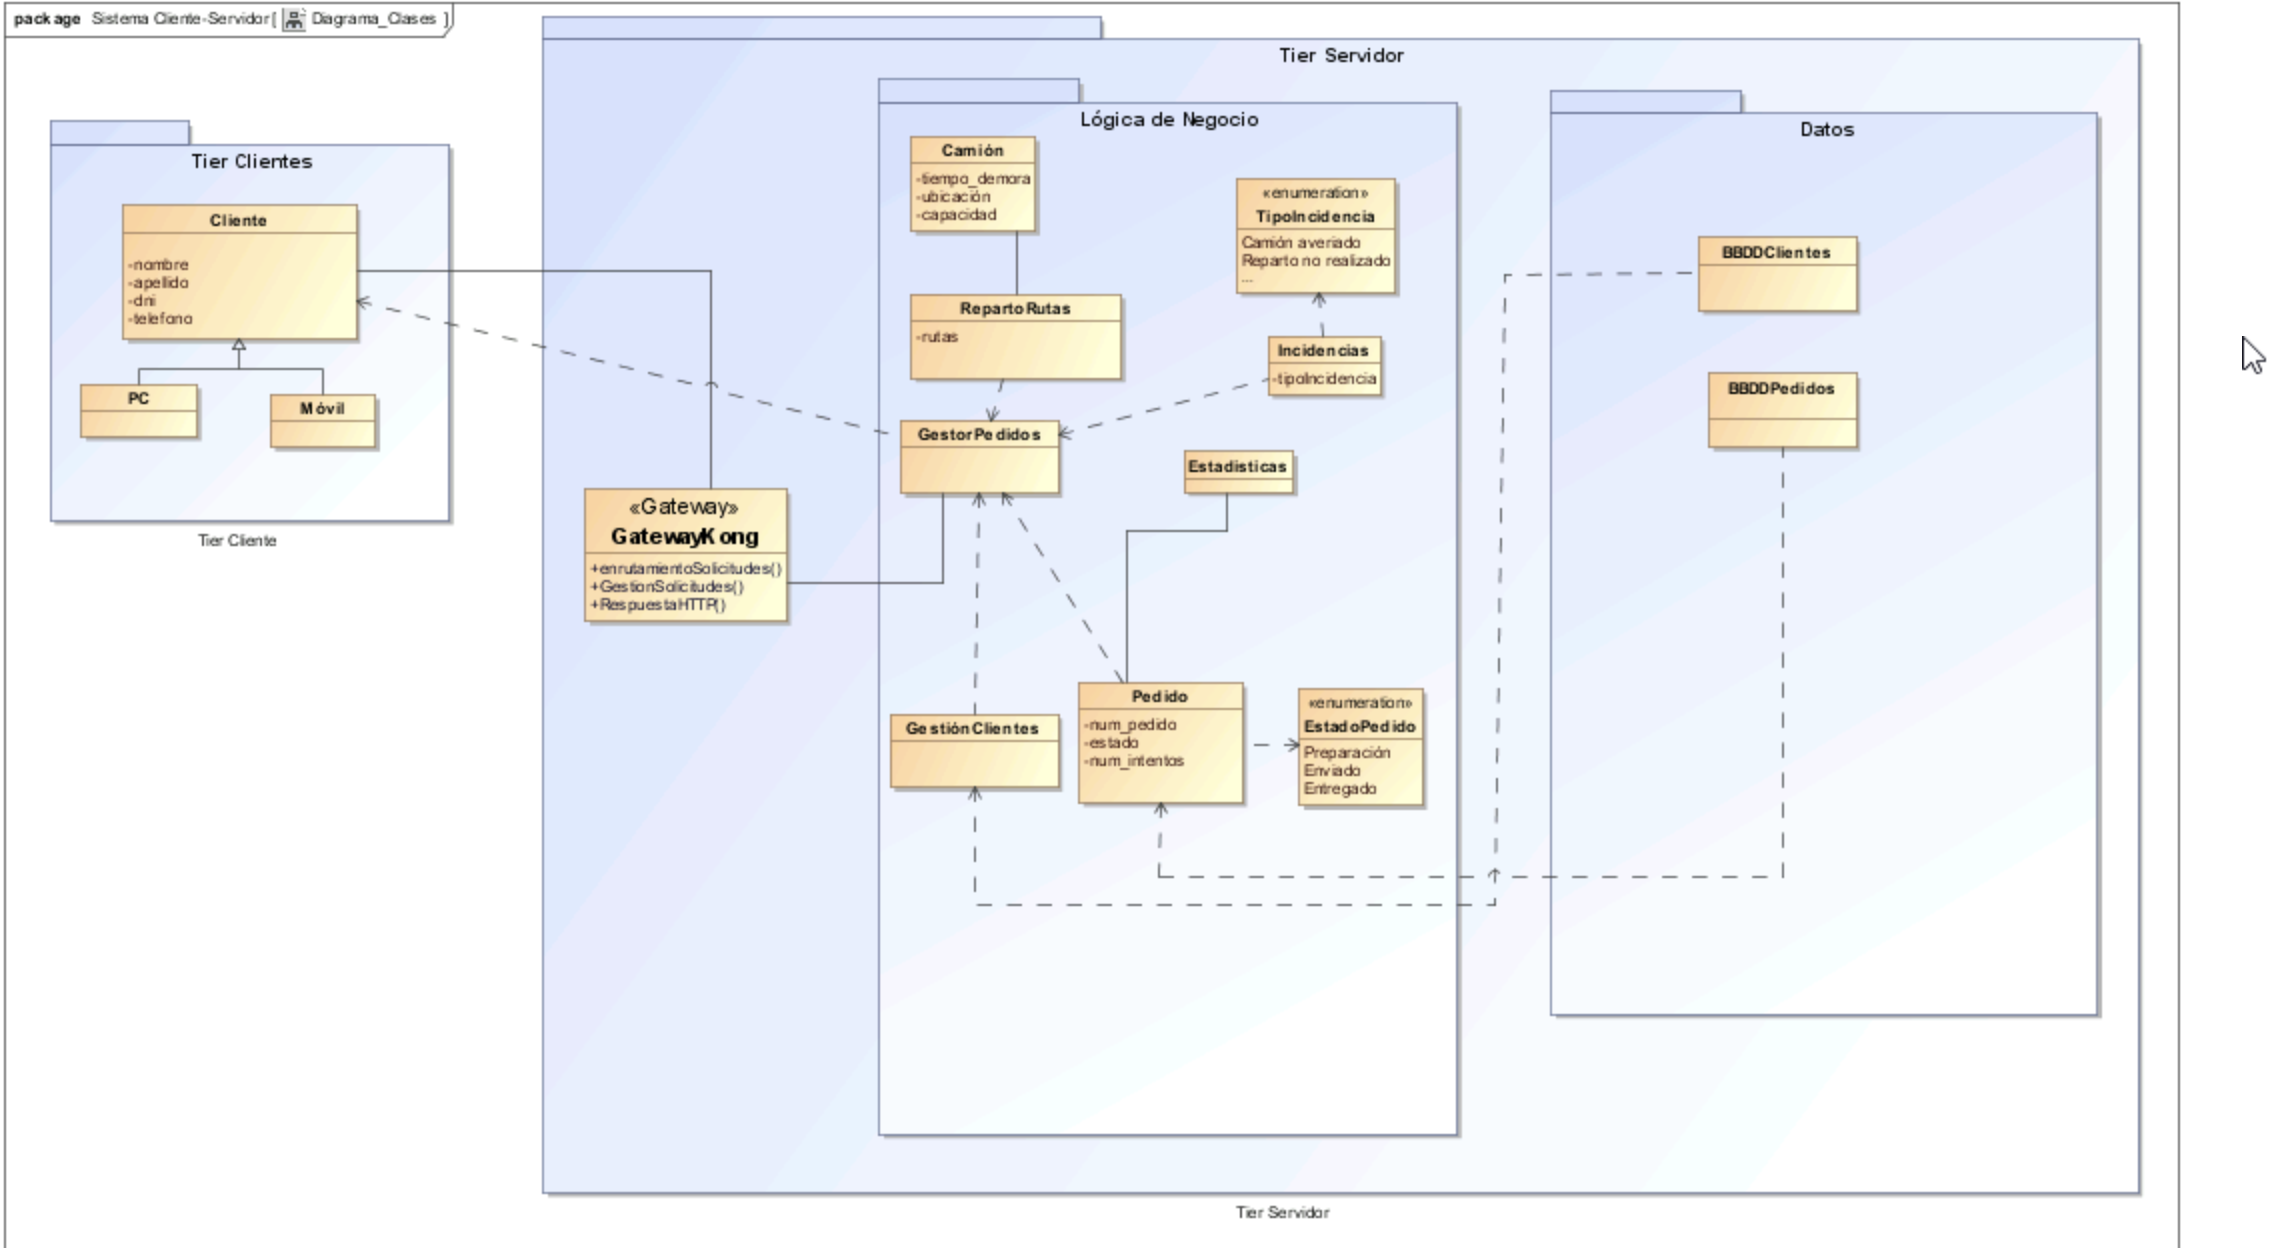 package Sistema Cliente-Servidor[ Diagrama_Clases ]
Tier Clientes
Cliente
-nombre
-apellido
-dni
-telefono
PC
Móvil
Tier Cliente
Tier Servidor
«Gateway»
GatewayKong
+enrutamientoSolicitudes()
+GestionSolicitudes()
+RespuestaHTTP()
Lógica de Negocio
Camión
-tiempo_demora
-ubicación
-capacidad
«enumeration»
TipoIncidencia
Camión averiado
Reparto no realizado
...
RepartoRutas
-rutas
Incidencias
-tipoIncidencia
GestorPedidos
Estadisticas
GestiónClientes
Pedido
-num_pedido
-estado
-num_intentos
«enumeration»
EstadoPedido
Preparación
Enviado
Entregado
Datos
BBDDClientes
BBDDPedidos
Tier Servidor